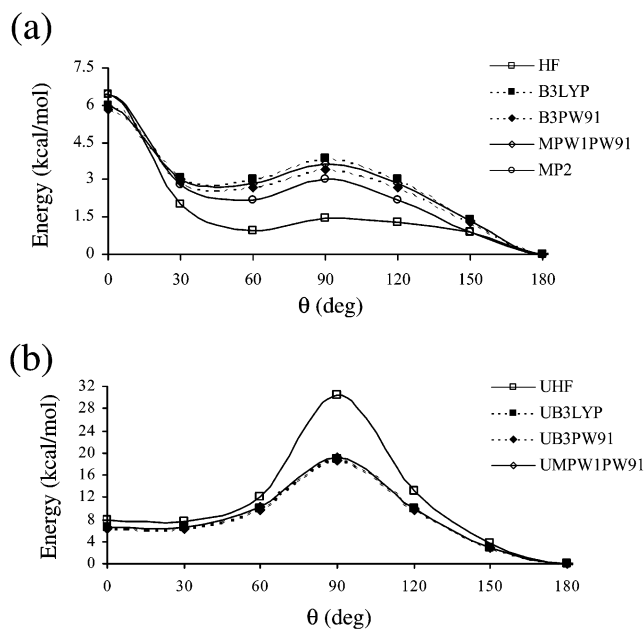 (a)
7.5
6
4.5
3
1.5
0
Energy (kcal/mol)
0 30 60 90 120 150 180
θ (deg)
HF
B3LYP
B3PW91
MPW1PW91
MP2
(b)
32
28
24
20
16
12
8
4
0
Energy (kcal/mol)
0 30 60 90 120 150 180
θ (deg)
UHF
UB3LYP
UB3PW91
UMPW1PW91